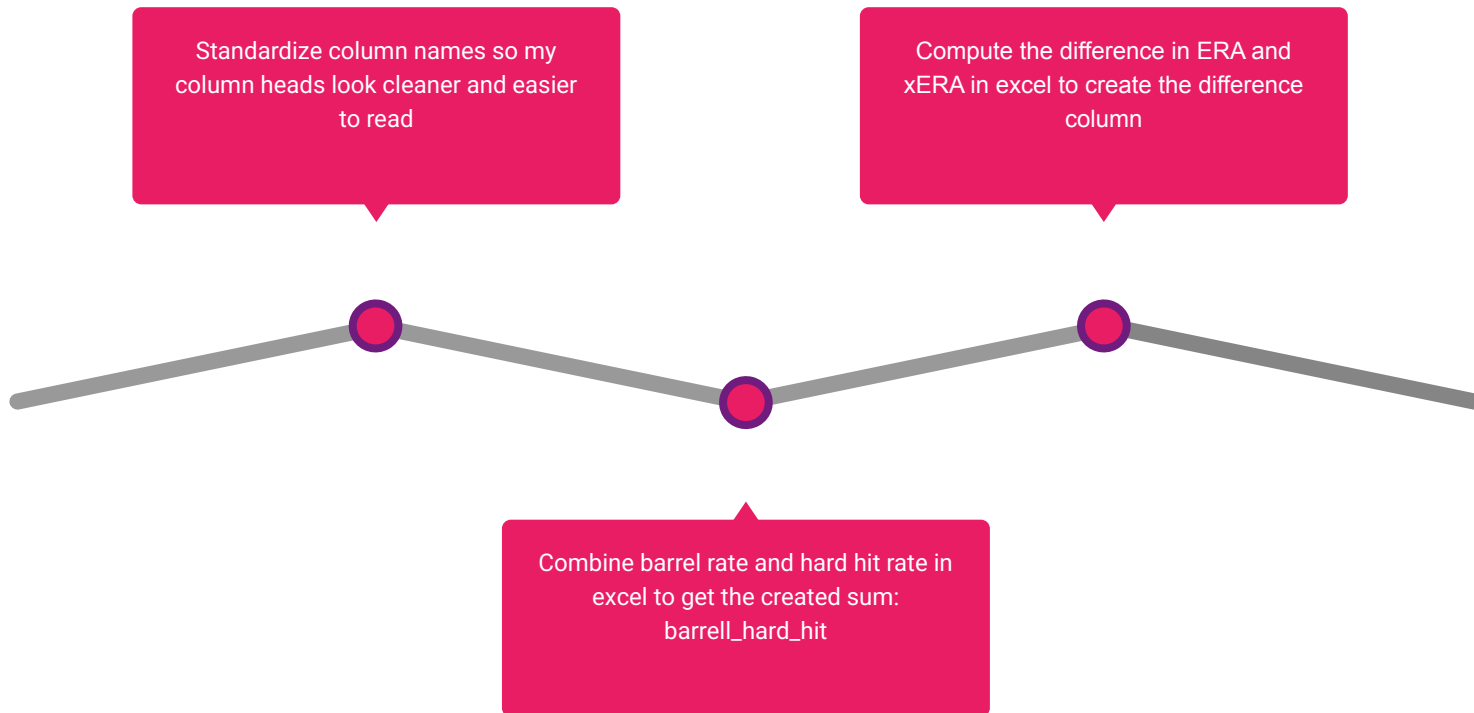 Standardize column names so my
column heads look cleaner and easier
to read
Combine barrel rate and hard hit rate in
excel to get the created sum:
barrell_hard_hit
Compute the difference in ERA and
xERA in excel to create the difference
column